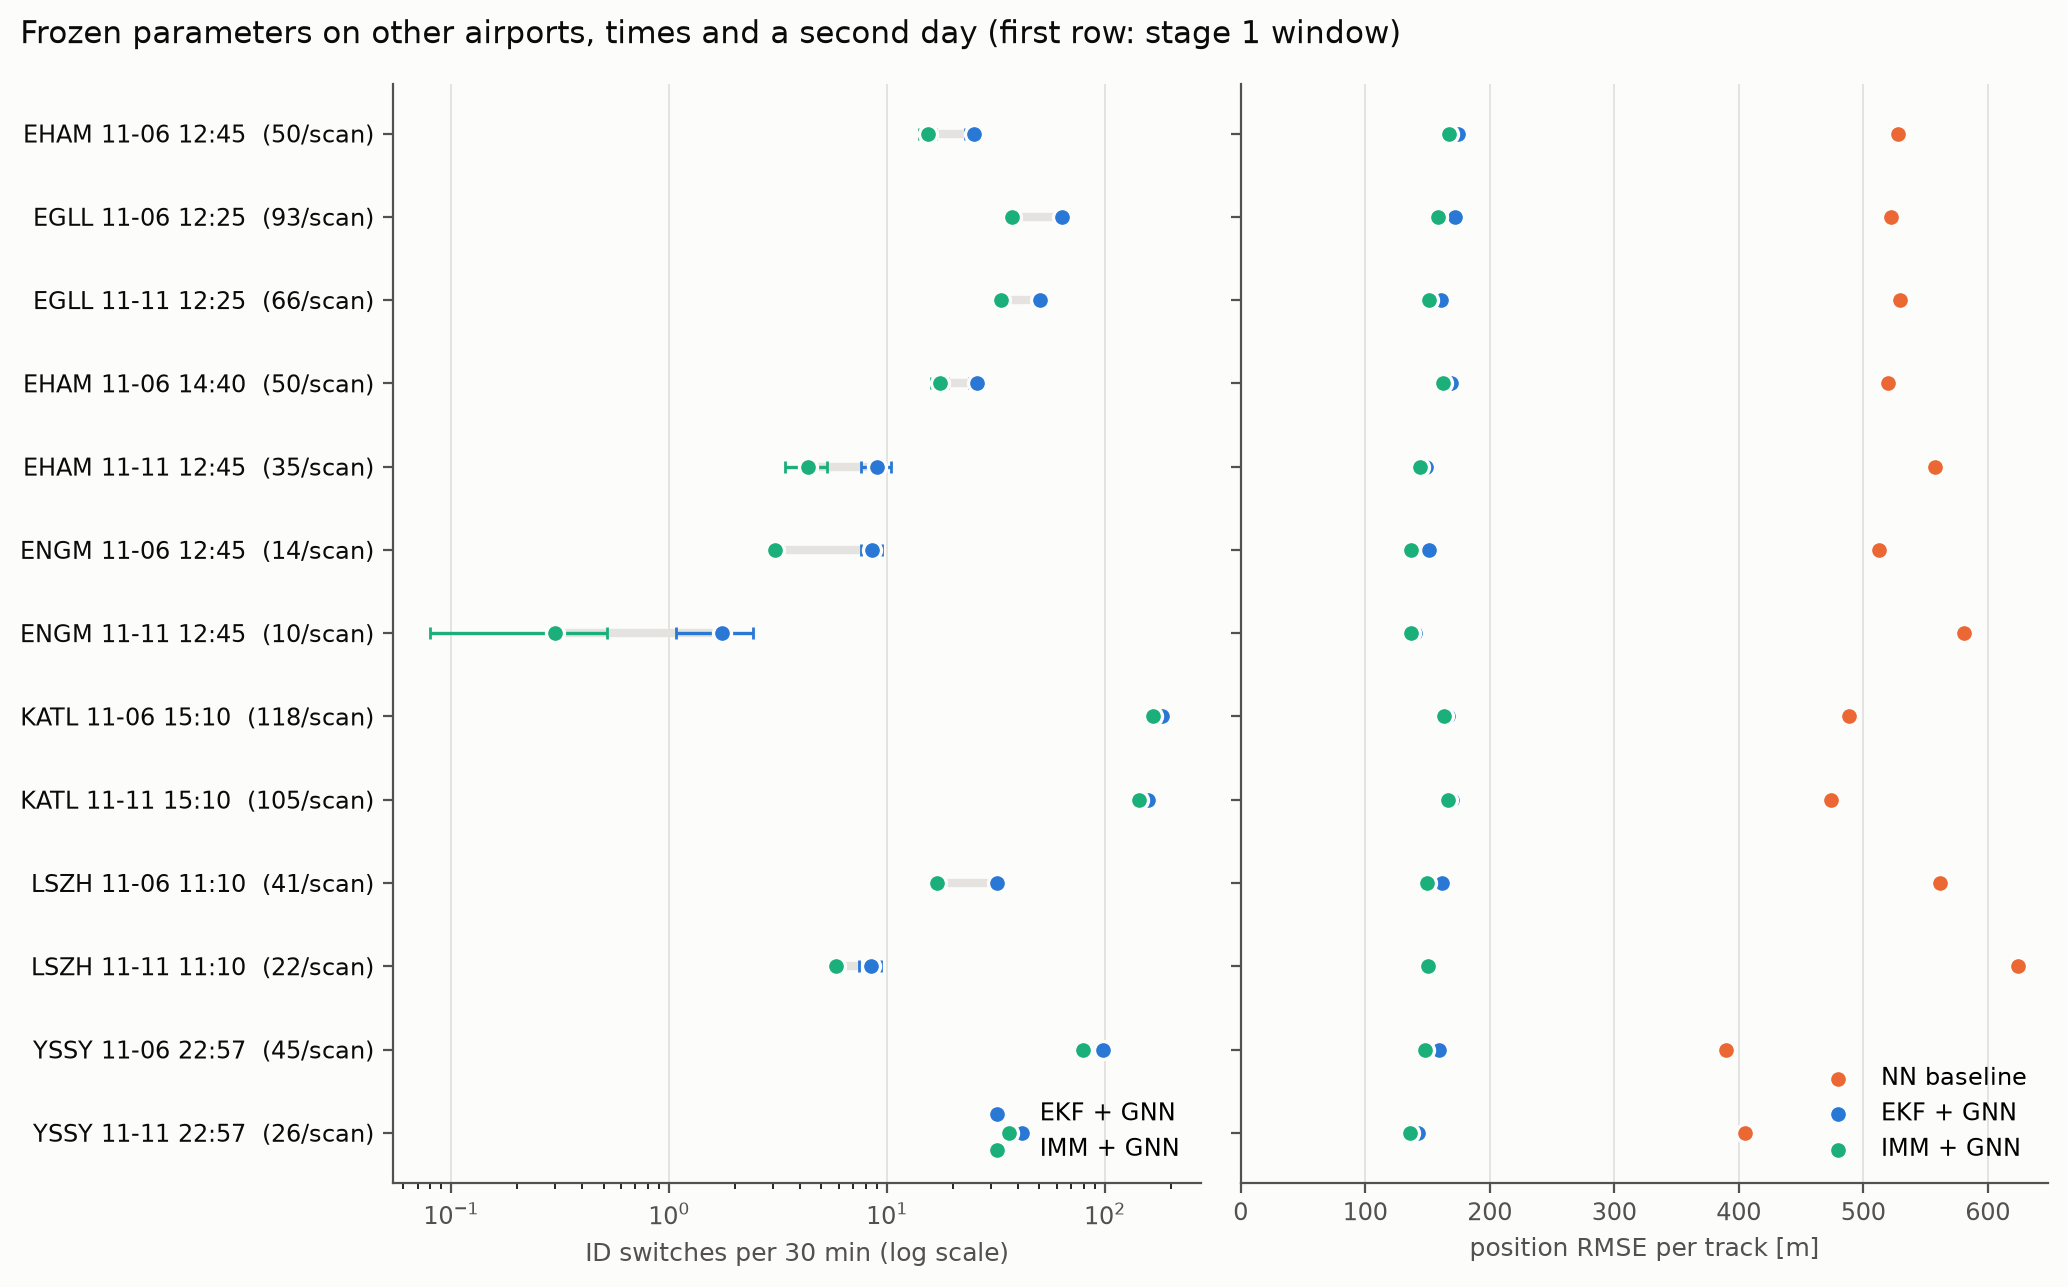 Frozen parameters on other airports, times and a second day (first row: stage 1 window)
EHAM 11-06 12:45 (50/scan)
EGLL 11-06 12:25 (93/scan)
EGLL 11-11 12:25 (66/scan)
EHAM 11-06 14:40 (50/scan)
EHAM 11-11 12:45 (35/scan)
ENGM 11-06 12:45 (14/scan)
ENGM 11-11 12:45 (10/scan)
KATL 11-06 15:10 (118/scan)
KATL 11-11 15:10 (105/scan)
LSZH 11-06 11:10 (41/scan)
LSZH 11-11 11:10 (22/scan)
YSSY 11-06 22:57 (45/scan)
YSSY 11-11 22:57 (26/scan)
EKF + GNN
IMM + GNN
10⁻¹ 10⁰ 10¹ 10²
ID switches per 30 min (log scale)
NN baseline
EKF + GNN
IMM + GNN
0 100 200 300 400 500 600
position RMSE per track [m]